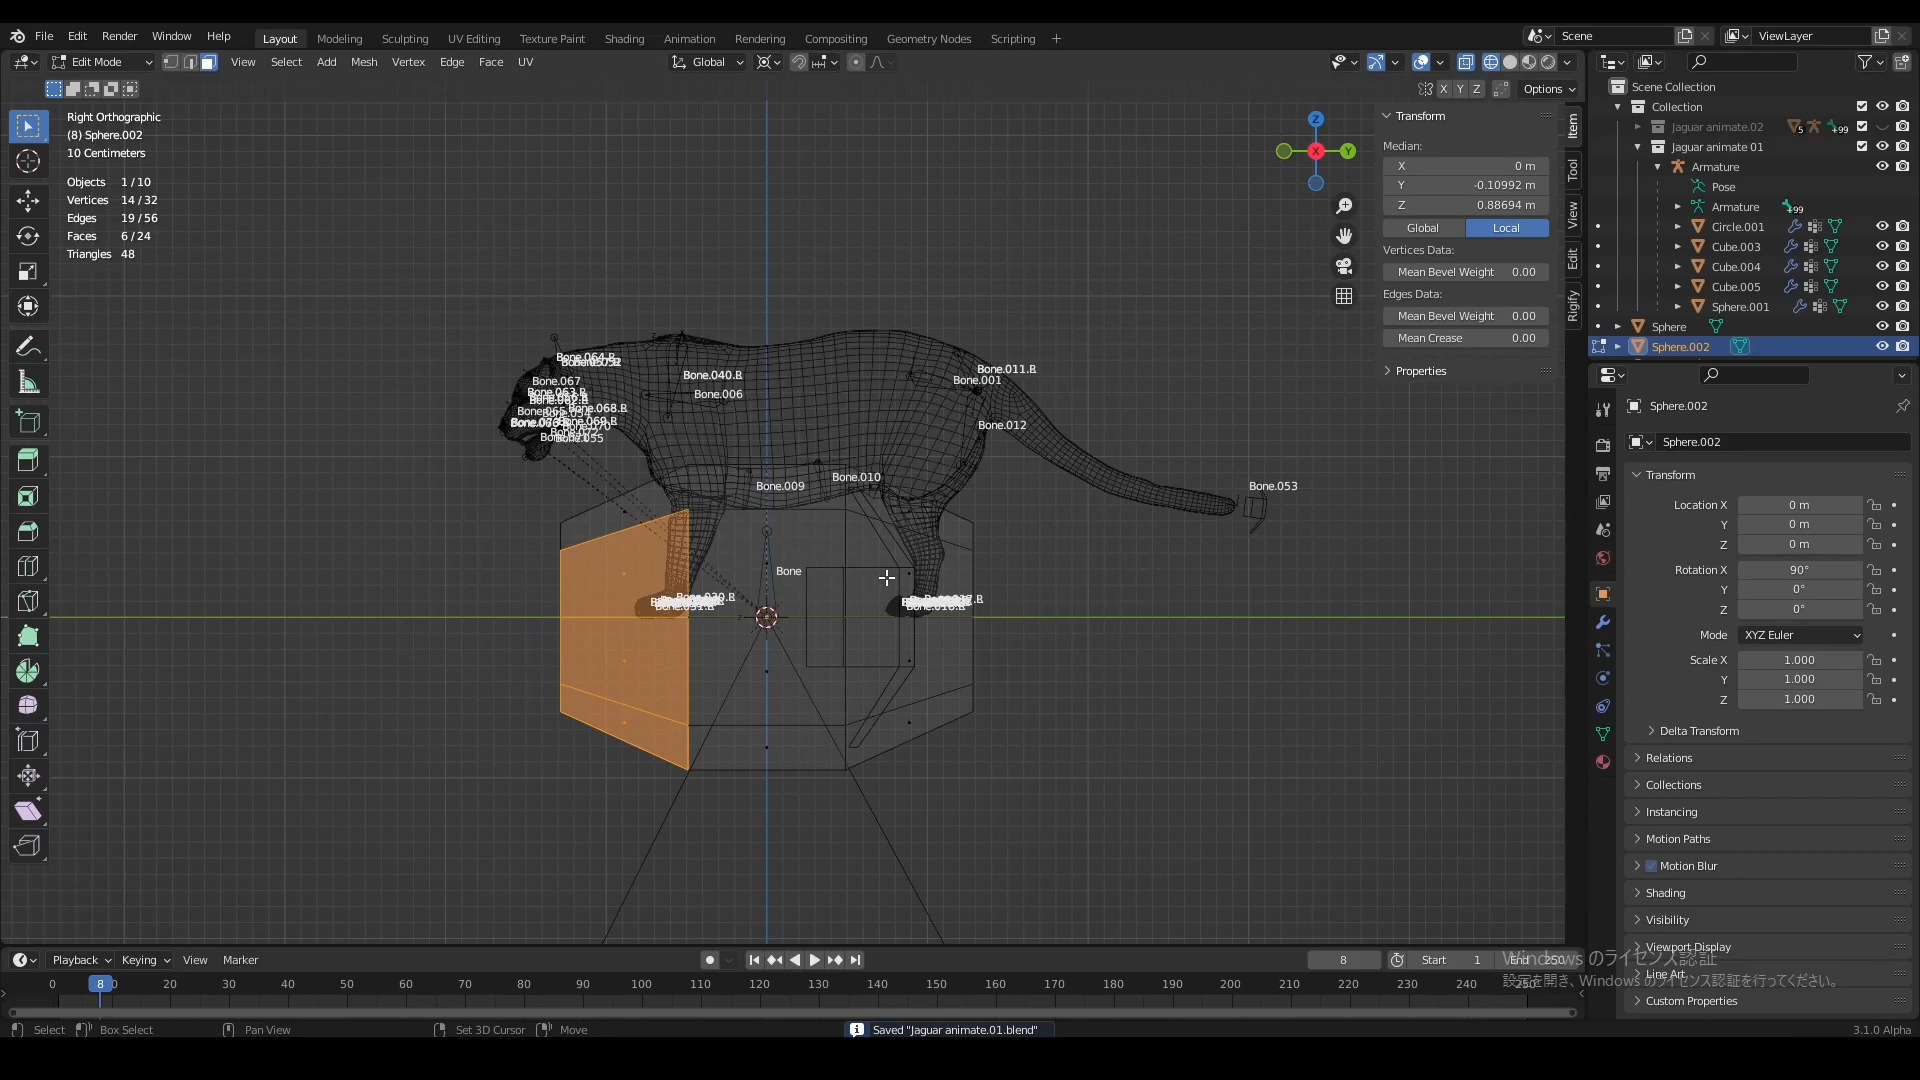 File Edit Render Window Help Layout Modeling Sculpting UV Editing Texture Paint Shading Animation Rendering Compositing Geometry Nodes Scripting + Scene ViewLayer
Edit Mode View Select Add Mesh Vertex Edge Face UV Global
X Y Z Options
Right Orthographic
(8) Sphere.002
10 Centimeters
Objects 1/10
Vertices 14/32
Edges 19/56
Faces 6/24
Triangles 48
Z
X
Y
Transform
Median:
X 0 m
Y -0.10992 m
Z 0.88694 m
Global Local
Vertices Data:
Mean Bevel Weight 0.00
Edges Data:
Mean Bevel Weight 0.00
Mean Crease 0.00
Properties
Item
Tool
View
Edit
Rigify
Scene Collection
Collection
Jaguar animate.02 5 +99
Jaguar animate 01
Armature
Pose
Armature +99
Circle.001
Cube.003
Cube.004
Cube.005
Sphere.001
Sphere
Sphere.002
Bone.064.R
Bone.067
Bone.040.R
Bone.006
Bone.068.R
Bone.011.R
Bone.001
Bone.012
Bone.010
Bone.009
Bone.053
Bone
Bone.030.R
Sphere.002
Sphere.002
Transform
Location X 0 m
Y 0 m
Z 0 m
Rotation X 90°
Y 0°
Z 0°
Mode XYZ Euler
Scale X 1.000
Y 1.000
Z 1.000
Delta Transform
Relations
Collections
Instancing
Motion Paths
Motion Blur
Shading
Visibility
Viewport Display
Line Art
Custom Properties
Windows のライセンス認証
設定を開き、Windows のライセンス認証を行ってください。
Playback Keying View Marker 8 Start 1 End 250
0 8 20 30 40 50 60 70 80 90 100 110 120 130 140 150 160 170 180 190 200 210 220 230 240 250
Select Box Select Pan View Set 3D Cursor Move Saved "Jaguar animate.01.blend" 3.1.0 Alpha